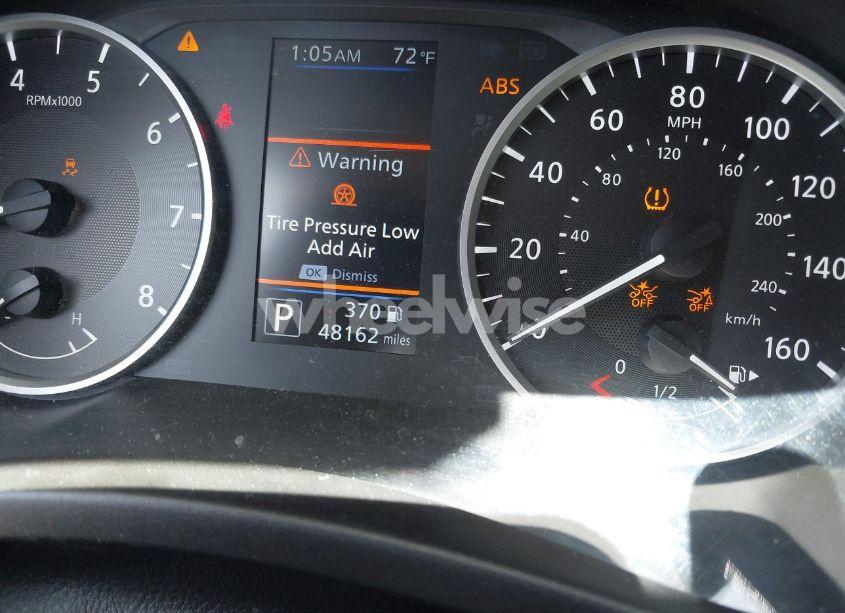 4
5
6
7
8
RPMx1000
H
1:05AM 72°F
Warning
Tire Pressure Low
Add Air
OK Dismiss
P
370
48162 miles
wheelwise
ABS
20
40
60
80
100
120
140
160
MPH
40
80
120
160
200
240
km/h
OFF
OFF
0
1/2